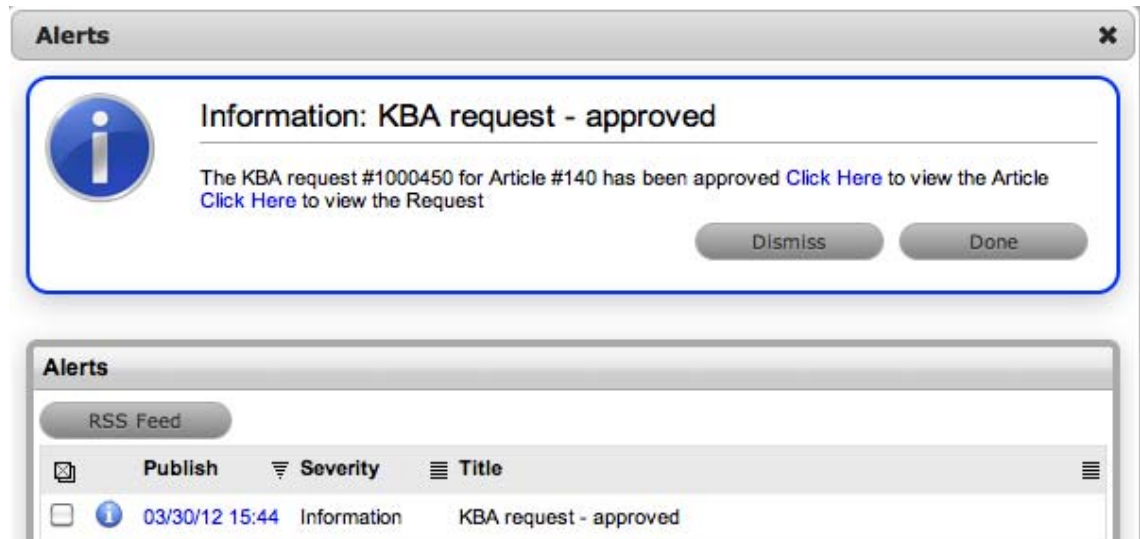 Alerts
Information: KBA request - approved
The KBA request #1000450 for Article #140 has been approved Click Here to view the Article
Click Here to view the Request
Dismiss Done
Alerts
RSS Feed
Publish Severity Title
03/30/12 15:44 Information KBA request - approved